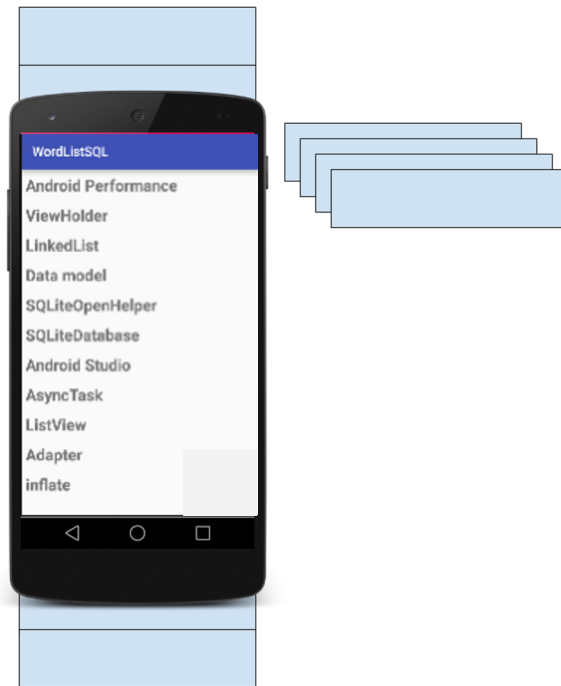 WordListSQL
Android Performance
ViewHolder
LinkedList
Data model
SQLiteOpenHelper
SQLiteDatabase
Android Studio
AsyncTask
ListView
Adapter
inflate